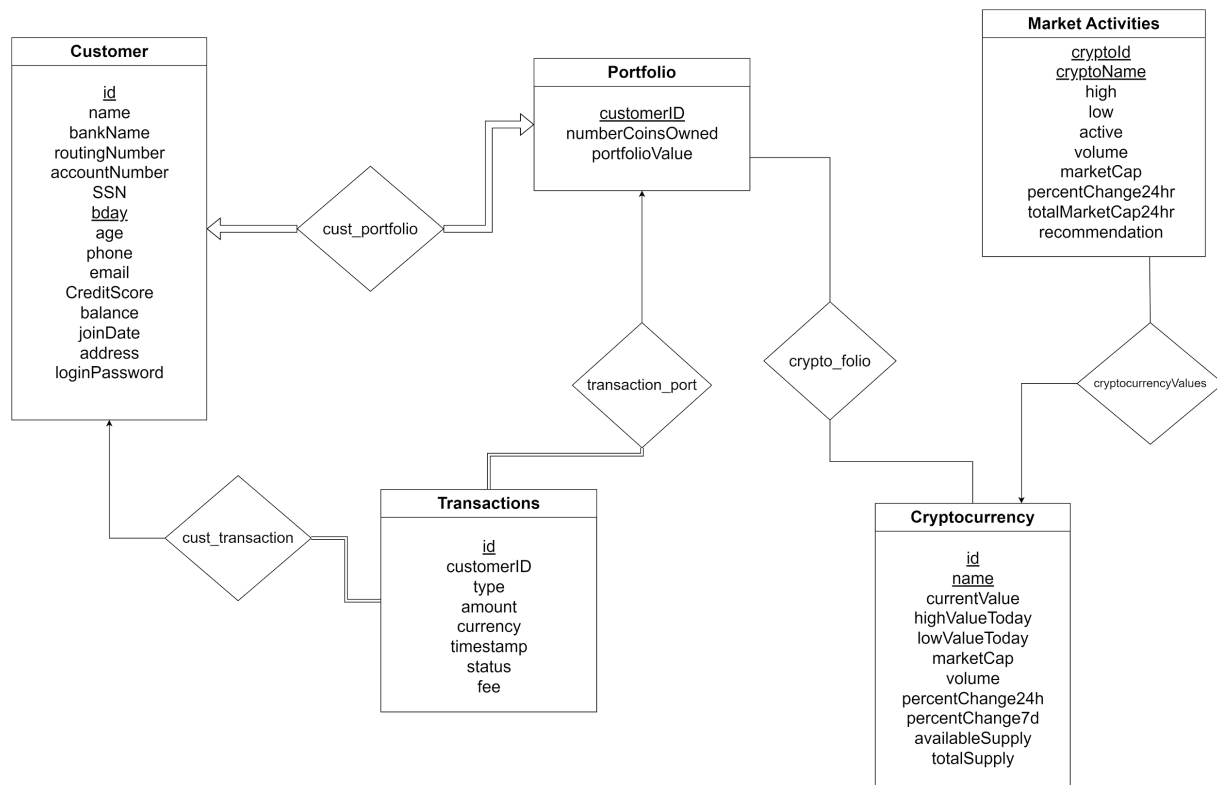 Customer
id
name
bankName
routingNumber
accountNumber
SSN
bday
age
phone
email
CreditScore
balance
joinDate
address
loginPassword
cust_portfolio
Portfolio
customerID
numberCoinsOwned
portfolioValue
Market Activities
cryptoId
cryptoName
high
low
active
volume
marketCap
percentChange24hr
totalMarketCap24hr
recommendation
transaction_port
crypto_folio
cryptocurrencyValues
cust_transaction
Transactions
id
customerID
type
amount
currency
timestamp
status
fee
Cryptocurrency
id
name
currentValue
highValueToday
lowValueToday
marketCap
volume
percentChange24h
percentChange7d
availableSupply
totalSupply